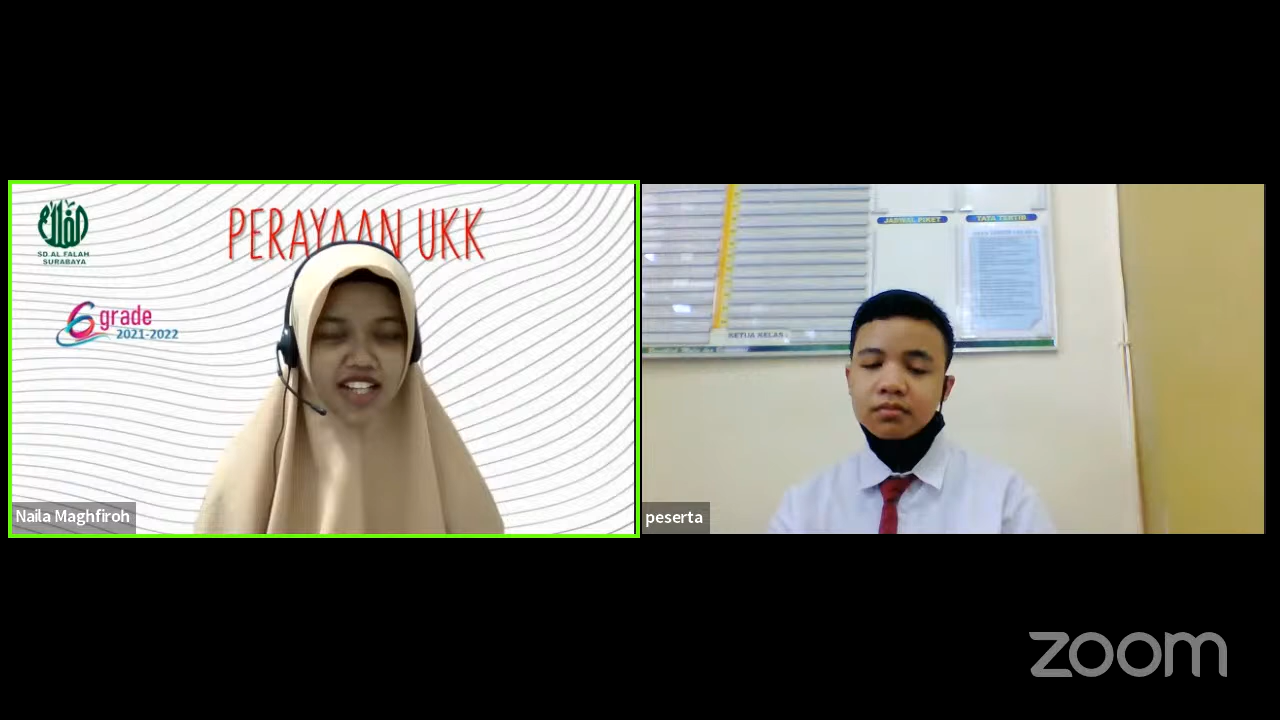 PERAYAAN UKK
SD AL FALAH
SURABAYA
6 grade
2021-2022
Naila Maghfiroh
JADWAL PIKET
TATA TERTIB
KETUA KELAS
peserta
zoom